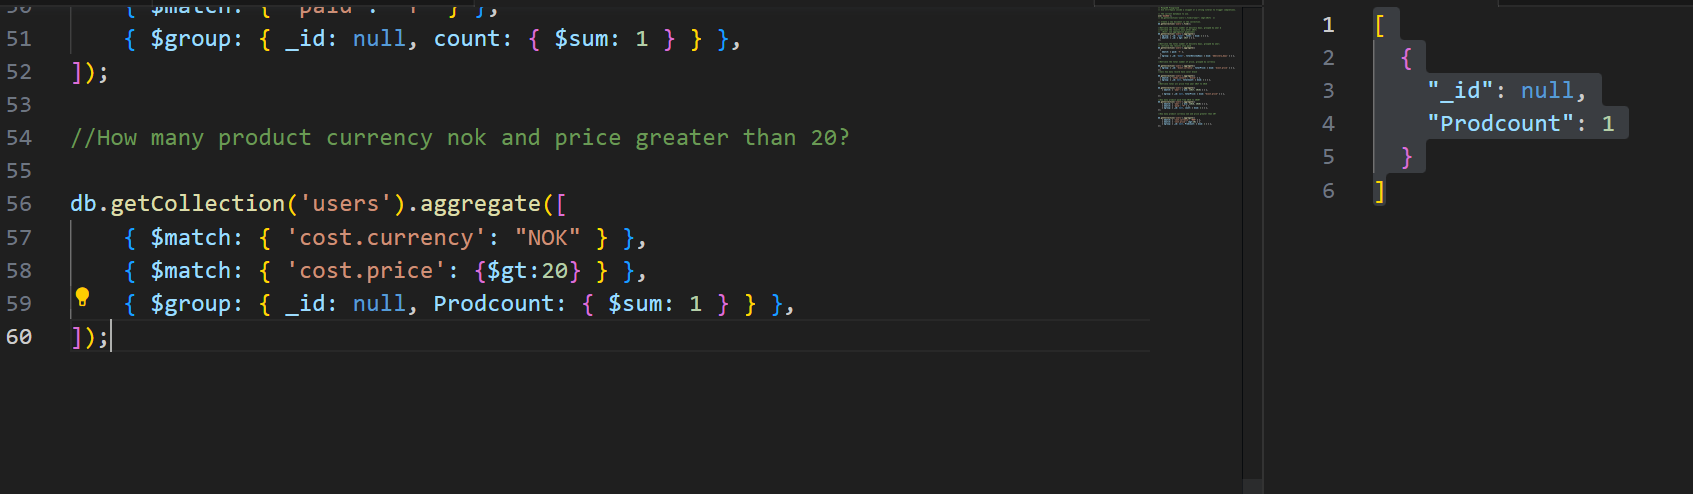 51 { $group: { _id: null, count: { $sum: 1 } } },
52 ]);
53
54 //How many product currency nok and price greater than 20?
55
56 db.getCollection('users').aggregate([
57 { $match: { 'cost.currency': "NOK" } },
58 { $match: { 'cost.price': {$gt:20} } },
59 { $group: { _id: null, Prodcount: { $sum: 1 } } },
60 ]);
1 [
2 {
3 "_id": null,
4 "Prodcount": 1
5 }
6 ]